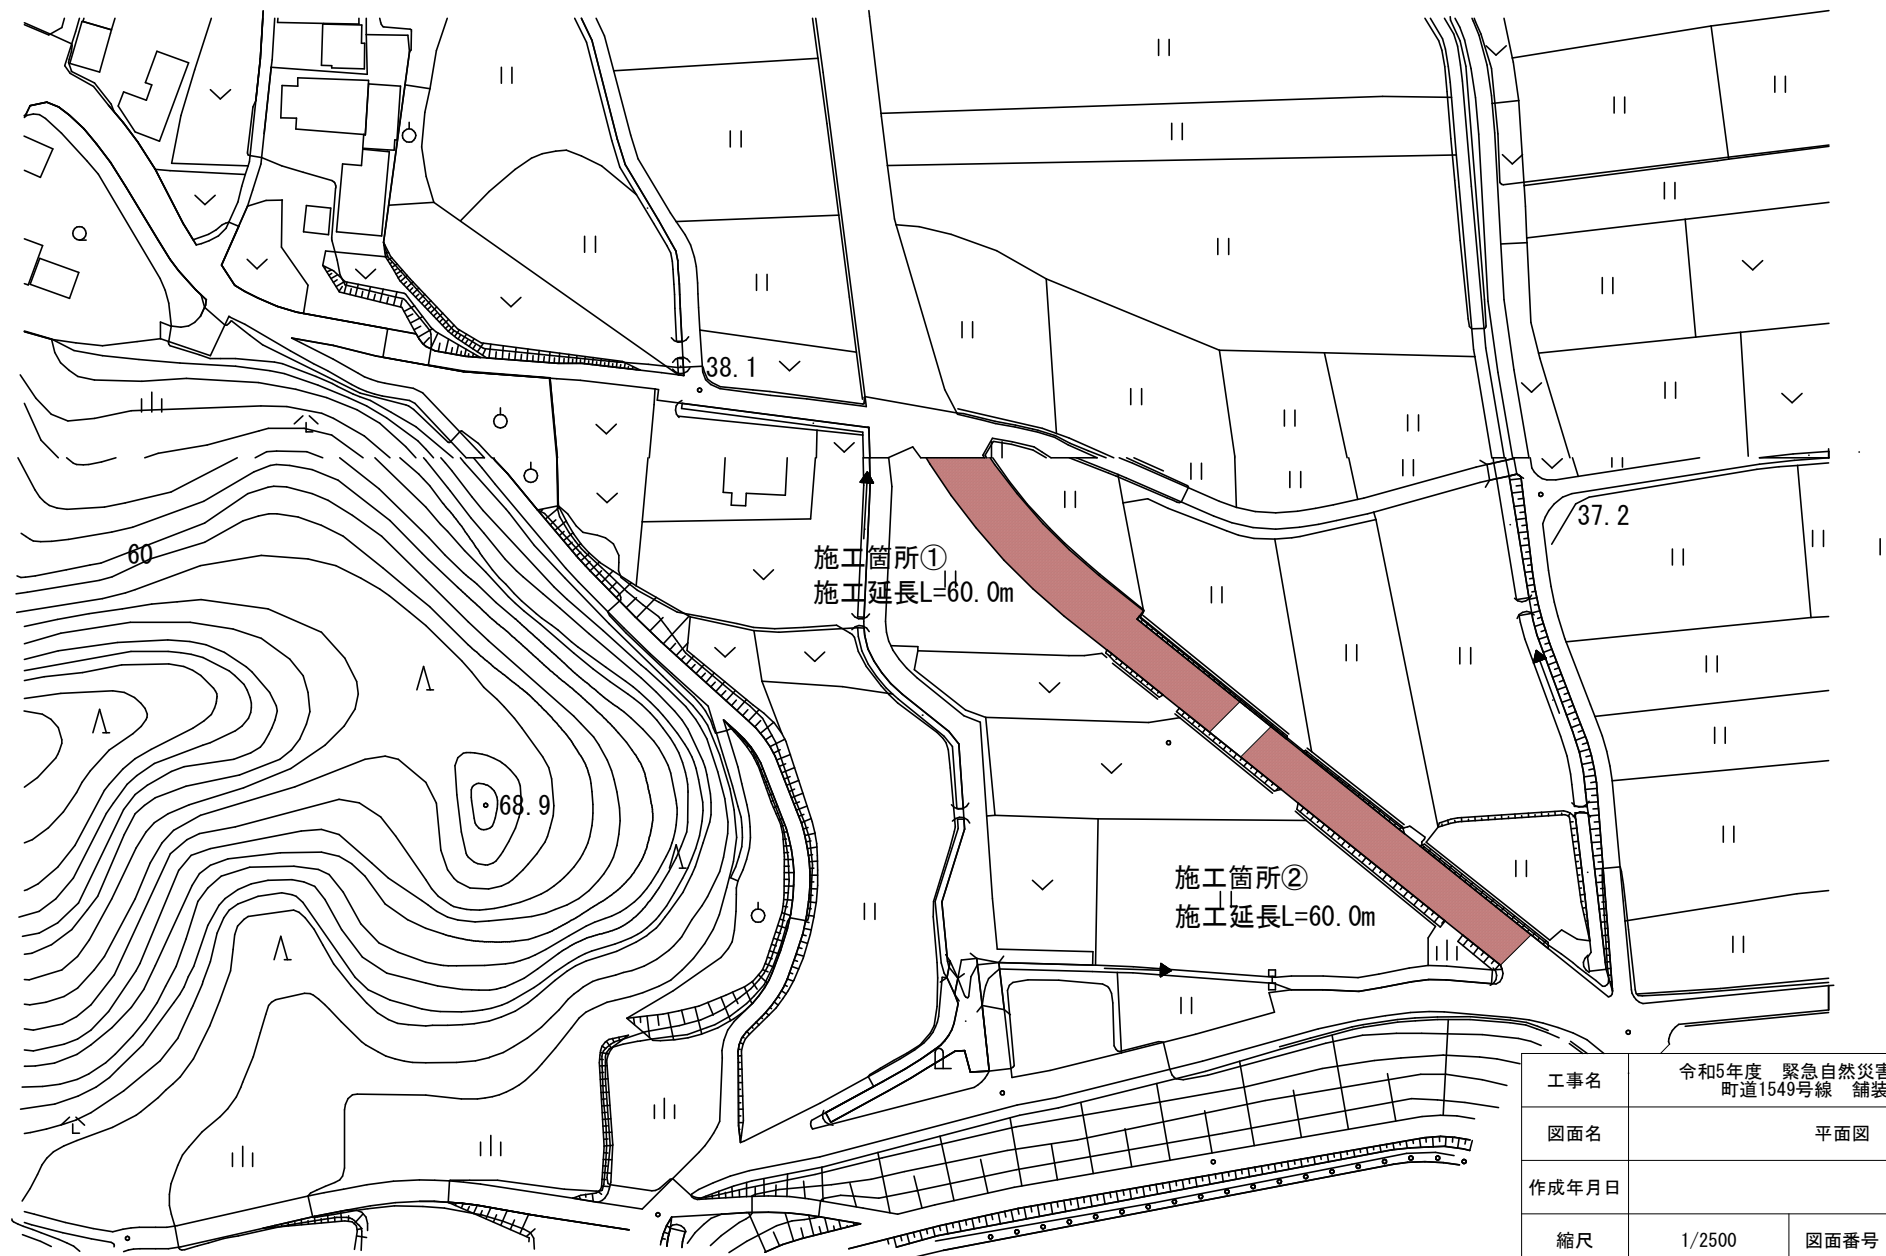 38.1
37.2
施工箇所①
施工延長L=60.0m
60
68.9
施工箇所②
施工延長L=60.0m
工事名 令和5年度 緊急自然災害
町道1549号線 舗装
図面名 平面図
作成年月日
縮尺 1/2500 図面番号